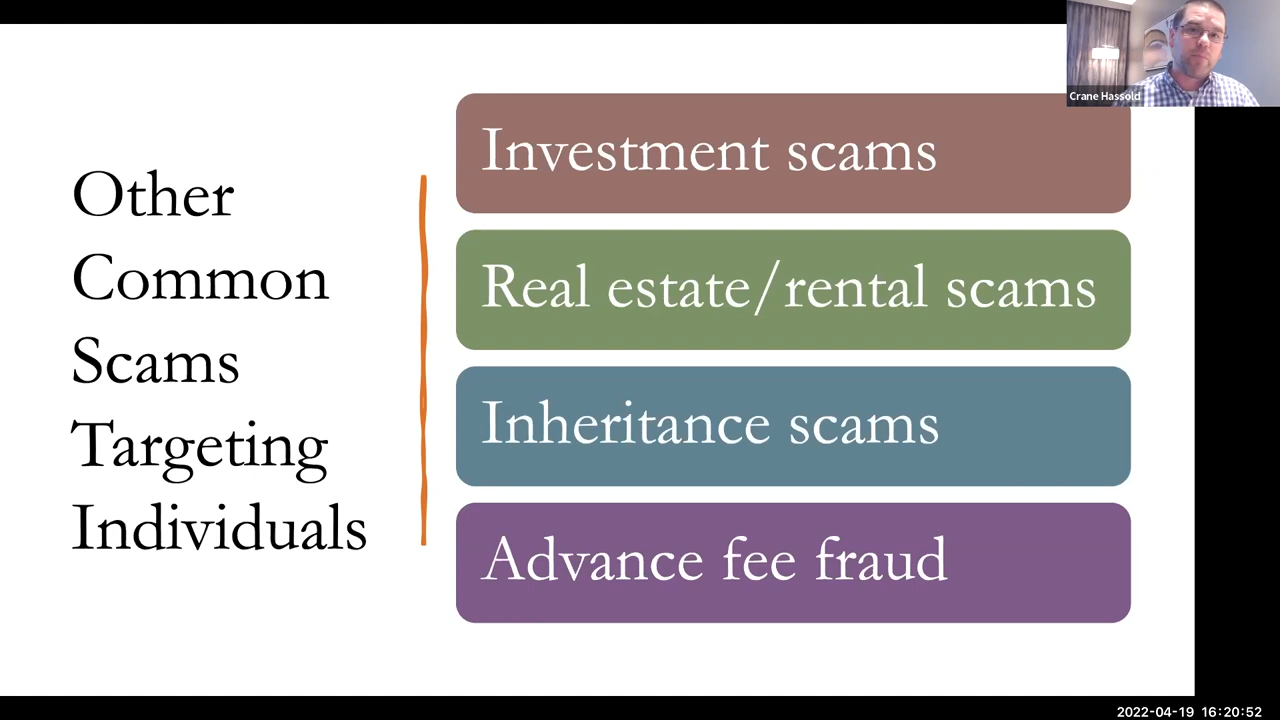 Other
Common
Scams
Targeting
Individuals
Investment scams
Real estate/rental scams
Inheritance scams
Advance fee fraud
Crane Hassold
2022-04-19 16:20:52